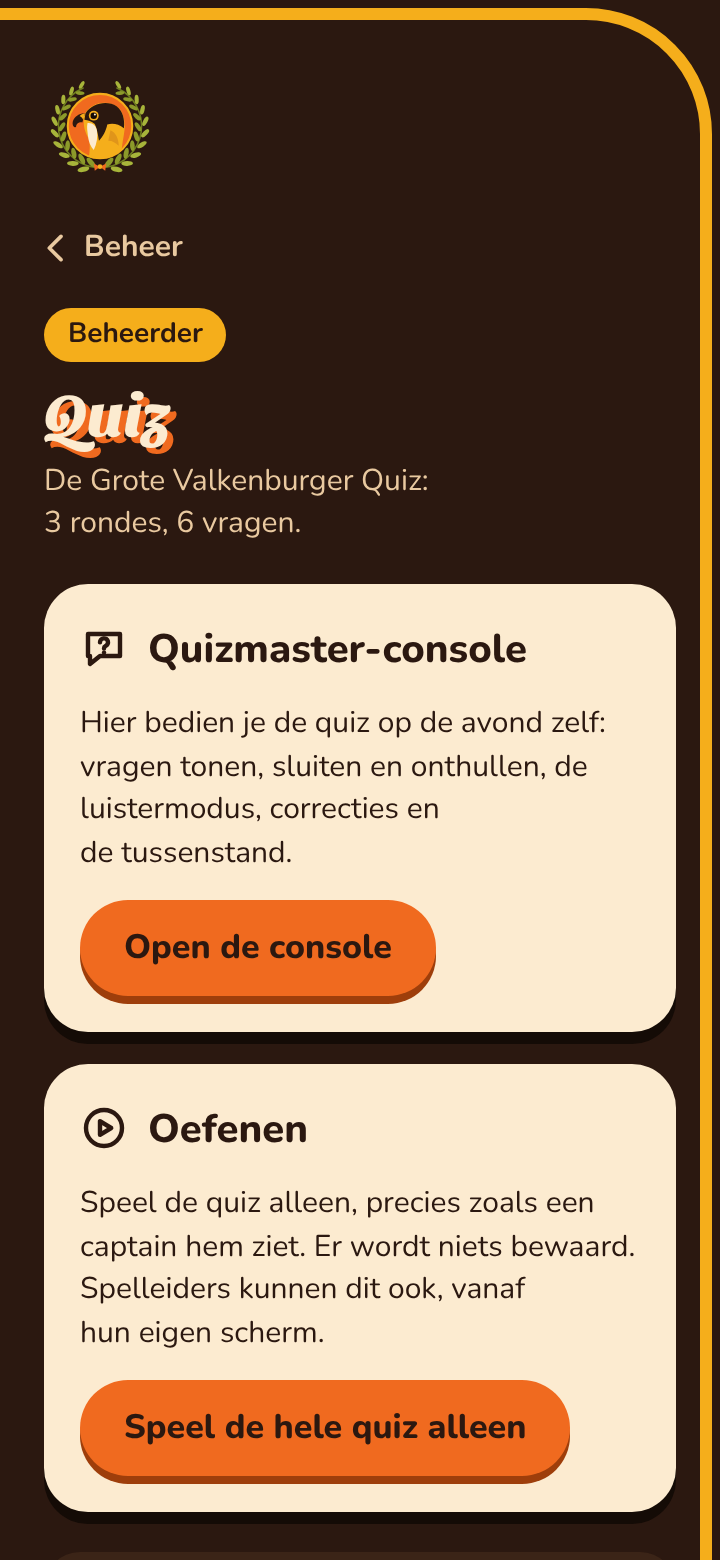 Beheer
Beheerder
Quiz
De Grote Valkenburger Quiz:
3 rondes, 6 vragen.
Quizmaster-console
Hier bedien je de quiz op de avond zelf:
vragen tonen, sluiten en onthullen, de
luistermodus, correcties en
de tussenstand.
Open de console
Oefenen
Speel de quiz alleen, precies zoals een
captain hem ziet. Er wordt niets bewaard.
Spelleiders kunnen dit ook, vanaf
hun eigen scherm.
Speel de hele quiz alleen